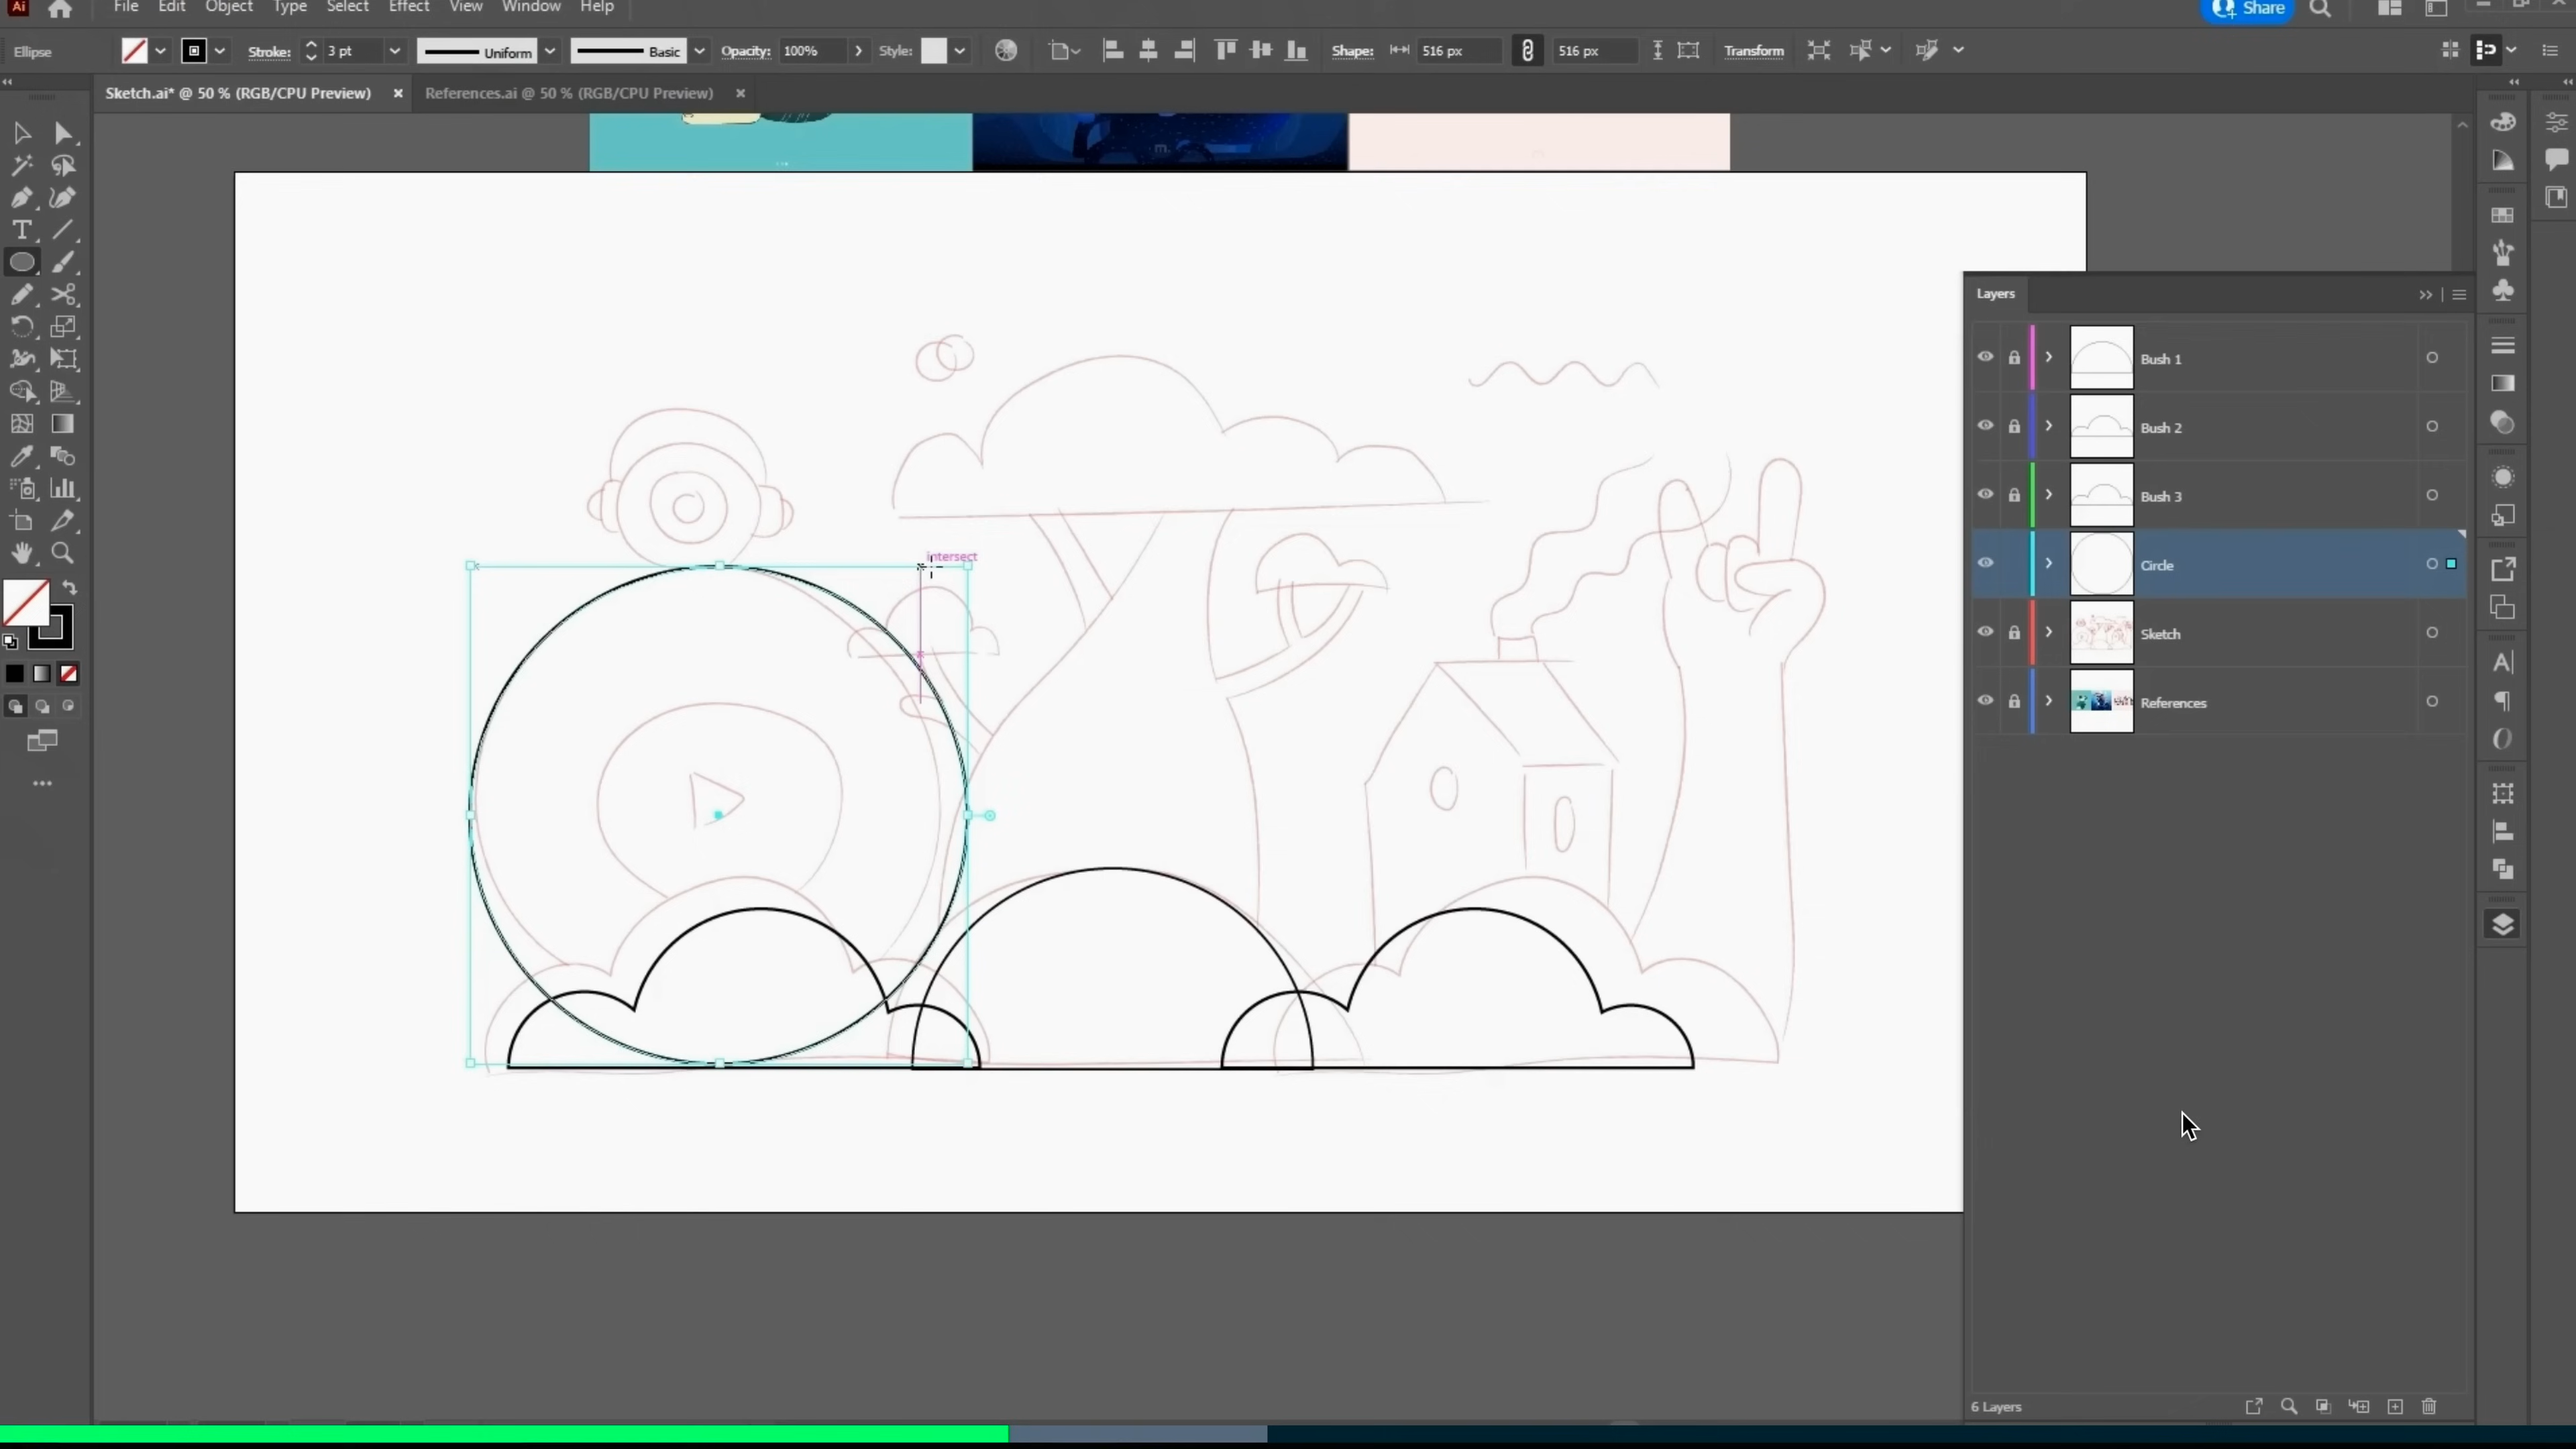 Ai File Edit Object Type Select Effect View Window Help Share
Ellipse Stroke: 3 pt Uniform Basic Opacity: 100% Style: Shape: 516 px 516 px Transform
Sketch.ai* @ 50 % (RGB/CPU Preview) × References.ai @ 50 % (RGB/CPU Preview) ×
m.
Layers
Bush 1
Bush 2
Bush 3
intersect
Circle
Sketch
References
6 Layers